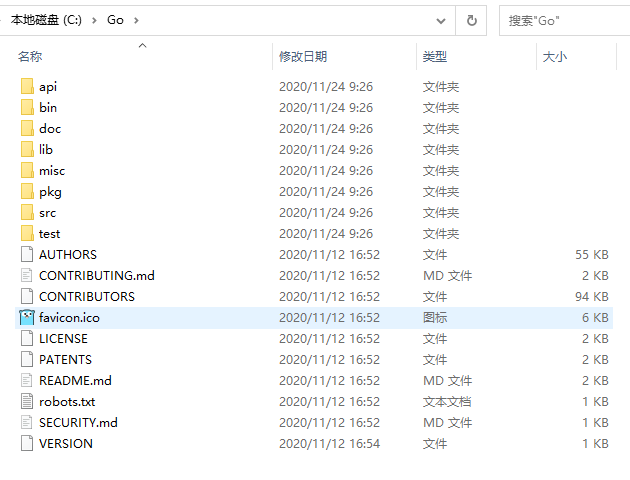 本地磁盘 (C:) > Go > 搜索"Go"
名称 修改日期 类型 大小
api 2020/11/24 9:26 文件夹
bin 2020/11/24 9:26 文件夹
doc 2020/11/24 9:26 文件夹
lib 2020/11/24 9:26 文件夹
misc 2020/11/24 9:26 文件夹
pkg 2020/11/24 9:26 文件夹
src 2020/11/24 9:26 文件夹
test 2020/11/24 9:26 文件夹
AUTHORS 2020/11/12 16:52 文件 55 KB
CONTRIBUTING.md 2020/11/12 16:52 MD 文件 2 KB
CONTRIBUTORS 2020/11/12 16:52 文件 94 KB
favicon.ico 2020/11/12 16:52 图标 6 KB
LICENSE 2020/11/12 16:52 文件 2 KB
PATENTS 2020/11/12 16:52 文件 2 KB
README.md 2020/11/12 16:52 MD 文件 2 KB
robots.txt 2020/11/12 16:52 文本文档 1 KB
SECURITY.md 2020/11/12 16:52 MD 文件 1 KB
VERSION 2020/11/12 16:54 文件 1 KB